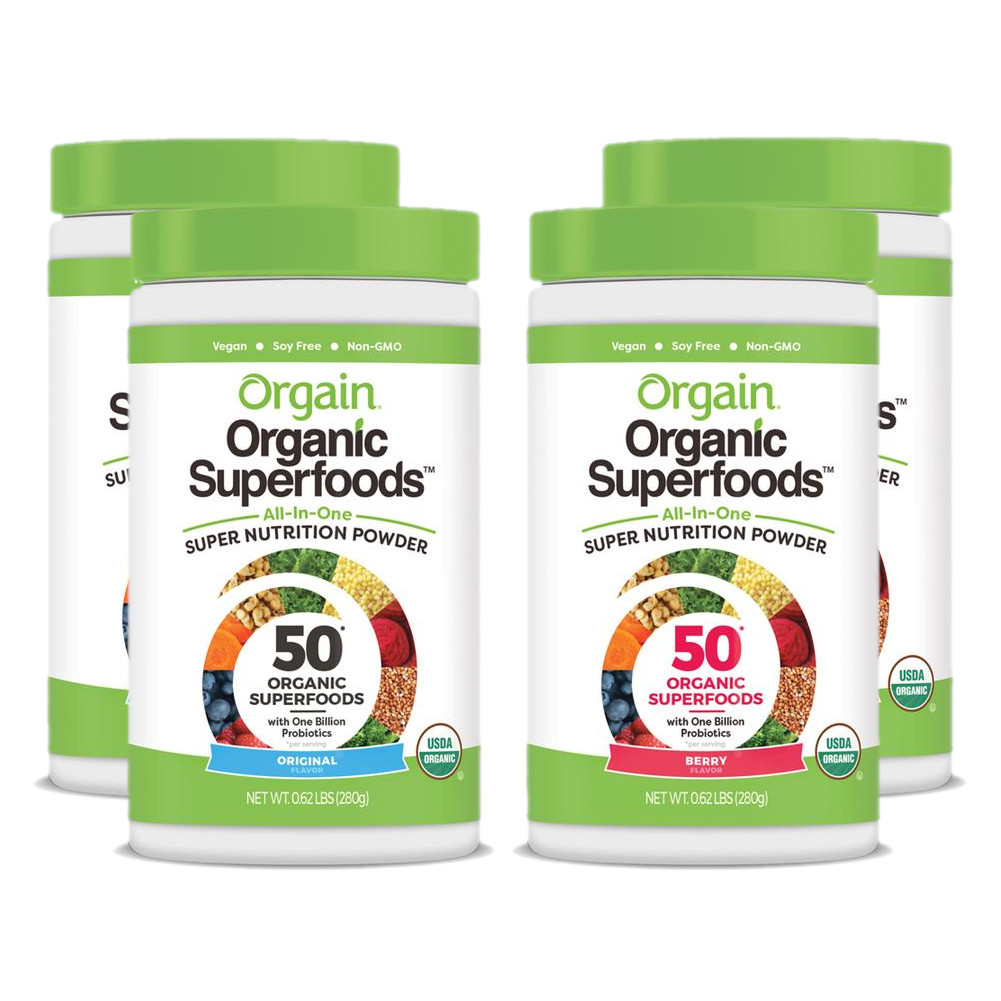 Vegan • Soy Free • Non-GMO
Orgain
Organic
Superfoods™
All-In-One
SUPER NUTRITION POWDER
50*
ORGANIC
SUPERFOODS
with One Billion
Probiotics
*per serving
ORIGINAL
FLAVOR
USDA
ORGANIC
NET WT. 0.62 LBS (280g)
Vegan • Soy Free • Non-GMO
Orgain
Organic
Superfoods™
All-In-One
SUPER NUTRITION POWDER
50*
ORGANIC
SUPERFOODS
with One Billion
Probiotics
*per serving
BERRY
FLAVOR
USDA
ORGANIC
NET WT. 0.62 LBS (280g)
S
SU
s™
ER
USDA
ORGANIC